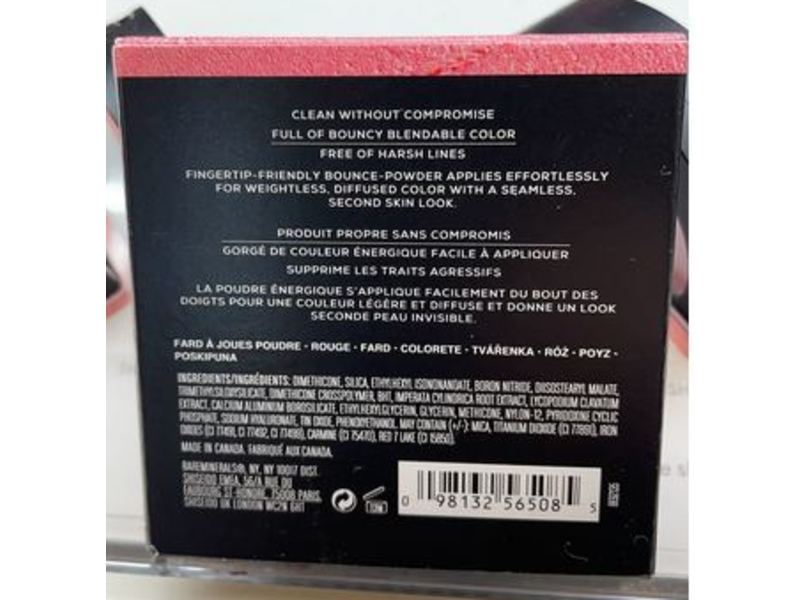 CLEAN WITHOUT COMPROMISE
FULL OF BOUNCY BLENDABLE COLOR
FREE OF HARSH LINES
FINGERTIP-FRIENDLY BOUNCE-POWDER APPLIES EFFORTLESSLY
FOR WEIGHTLESS, DIFFUSED COLOR WITH A SEAMLESS,
SECOND SKIN LOOK.
PRODUIT PROPRE SANS COMPROMIS
GORGÉ DE COULEUR ÉNERGIQUE FACILE À APPLIQUER
SUPPRIME LES TRAITS AGRESSIFS
LA POUDRE ÉNERGIQUE S'APPLIQUE FACILEMENT DU BOUT DES
DOIGTS POUR UNE COULEUR LÉGÈRE ET DIFFUSE ET DONNE UN LOOK
SECONDE PEAU INVISIBLE.
FARD À JOUES POUDRE • ROUGE • FARD • COLORETE • TVÁŘENKA • RÓŻ • POYZ •
POSKIPUNA
INGREDIENTS/INGRÉDIENTS: DIMETHICONE, SILICA, ETHYLHEXYL ISONONANOATE, BORON NITRIDE, DIISOSTEARYL MALATE,
TRIMETHYLSILOXYSILICATE, DIMETHICONE CROSSPOLYMER, BHT, IMPERATA CYLINDRICA ROOT EXTRACT, LYCOPODIUM CLAVATUM
EXTRACT, CALCIUM ALUMINUM BOROSILICATE, ETHYLHEXYLGLYCERIN, GLYCERIN, METHICONE, NYLON-12, PYRIDOXINE CYCLIC
PHOSPHATE, SODIUM HYALURONATE, TIN OXIDE, PHENOXYETHANOL. MAY CONTAIN (+/-): MICA, TITANIUM DIOXIDE (CI 77891), IRON
OXIDES (CI 77491, CI 77492, CI 77499), CARMINE (CI 75470), RED 7 LAKE (CI 15850).
MADE IN CANADA. FABRIQUÉ AUX CANADA.
BAREMINERALS®, NY, NY 10017 DIST.
SHISEIDO EMEA, 56/A RUE DU
FAUBOURG ST-HONORE, 75008 PARIS.
SHISEIDO UK LONDON WC2N 6HT
12M
0 98132 56508 5